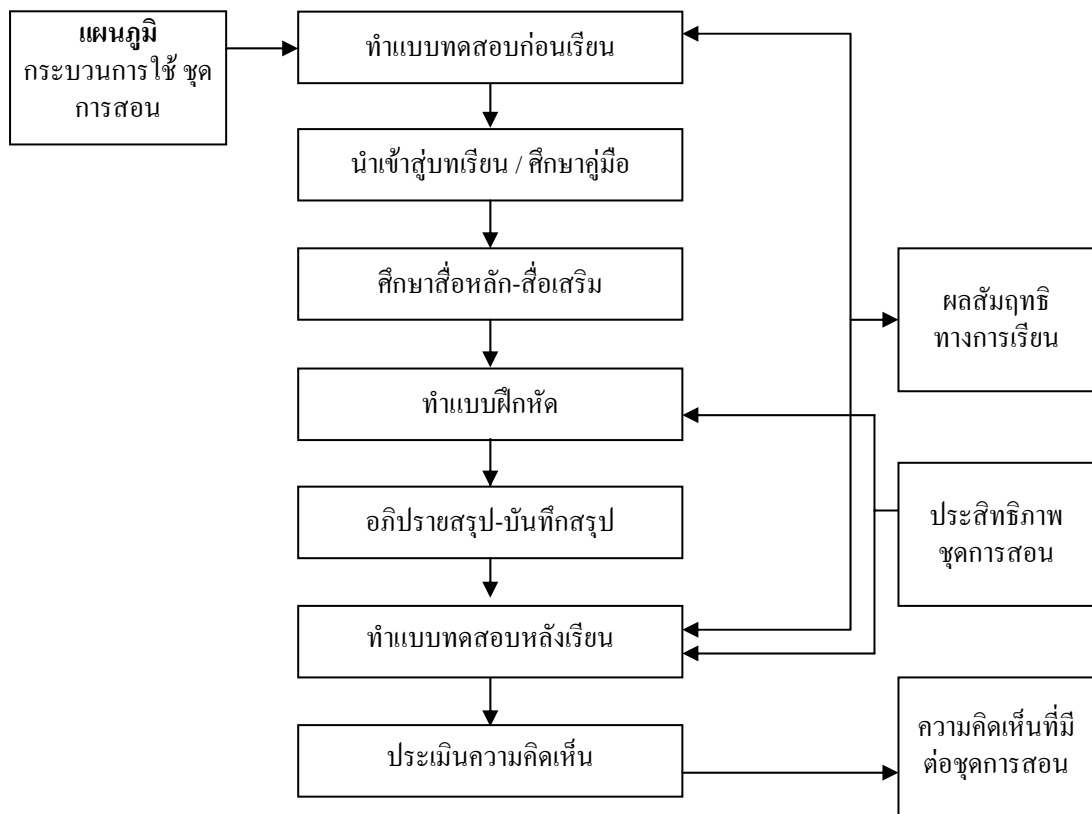 แผนภูมิ
กระบวนการใช้ ชุด
การสอน
ทำแบบทดสอบก่อนเรียน
นำเข้าสู่บทเรียน / ศึกษาคู่มือ
ศึกษาสื่อหลัก-สื่อเสริม
ทำแบบฝึกหัด
อภิปรายสรุป-บันทึกสรุป
ทำแบบทดสอบหลังเรียน
ประเมินความคิดเห็น
ผลสัมฤทธิ
ทางการเรียน
ประสิทธิภาพ
ชุดการสอน
ความคิดเห็นที่มี
ต่อชุดการสอน